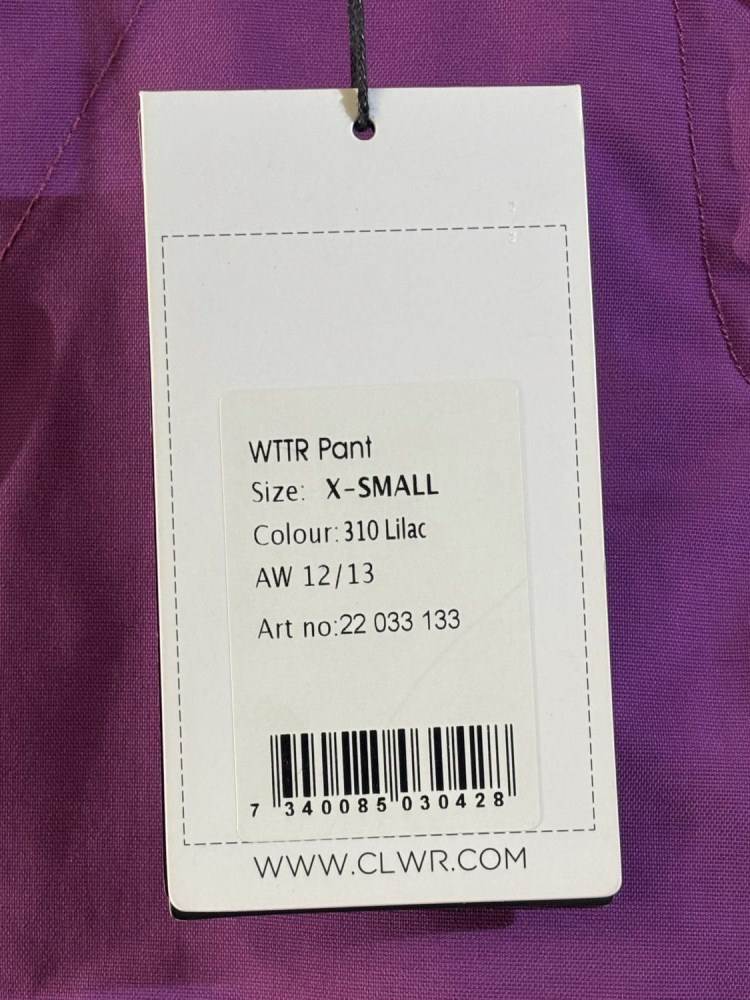 WTTR Pant
Size: X-SMALL
Colour: 310 Lilac
AW 12/13
Art no:22 033 133
7 340085 030428
WWW.CLWR.COM